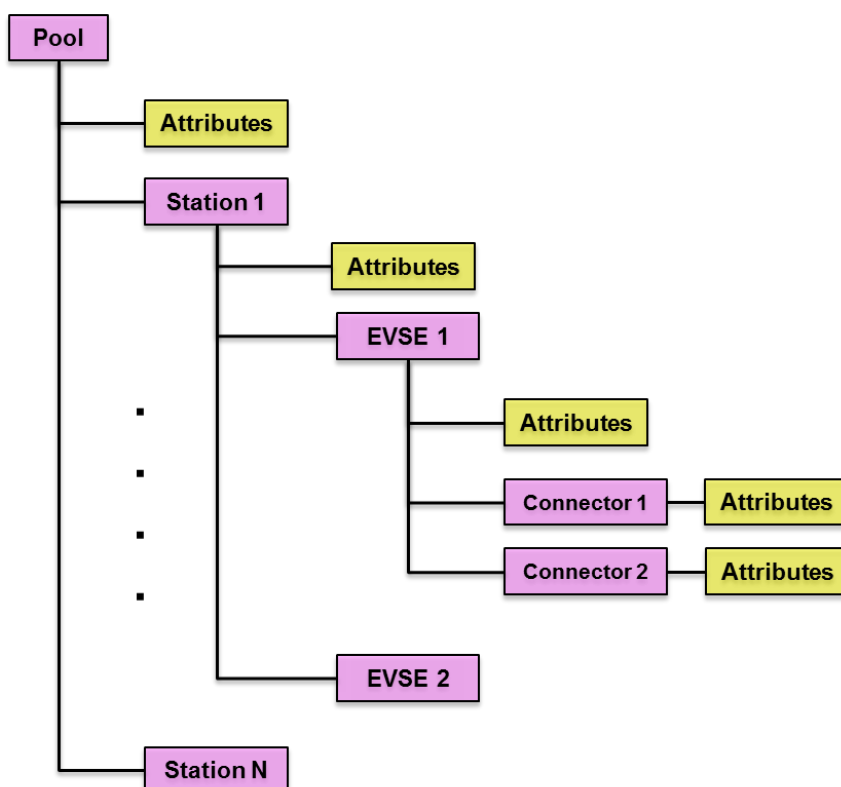 Pool
Attributes
Station 1
Attributes
EVSE 1
Attributes
Connector 1
Attributes
Connector 2
Attributes
EVSE 2
Station N